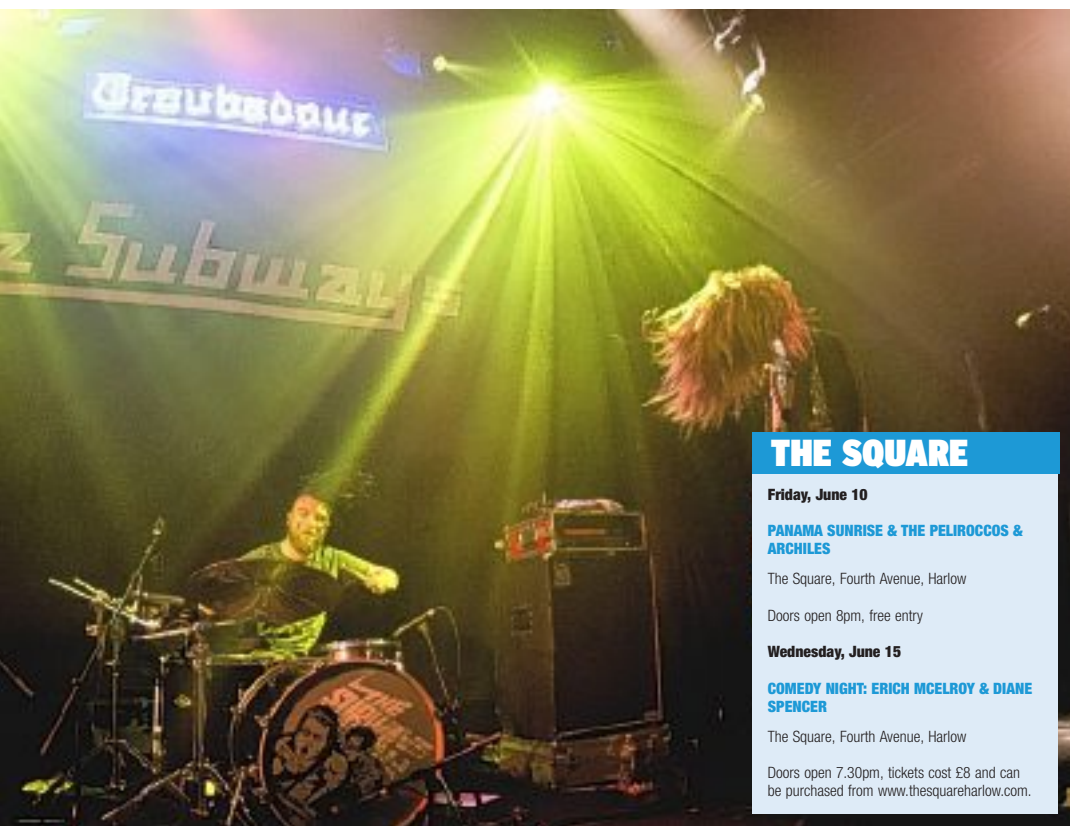 Troubadour
Subways
THE
THE SQUARE
Friday, June 10
PANAMA SUNRISE & THE PELIROCCOS &
ARCHILES
The Square, Fourth Avenue, Harlow
Doors open 8pm, free entry
Wednesday, June 15
COMEDY NIGHT: ERICH MCELROY & DIANE
SPENCER
The Square, Fourth Avenue, Harlow
Doors open 7.30pm, tickets cost £8 and can
be purchased from www.thesquareharlow.com.